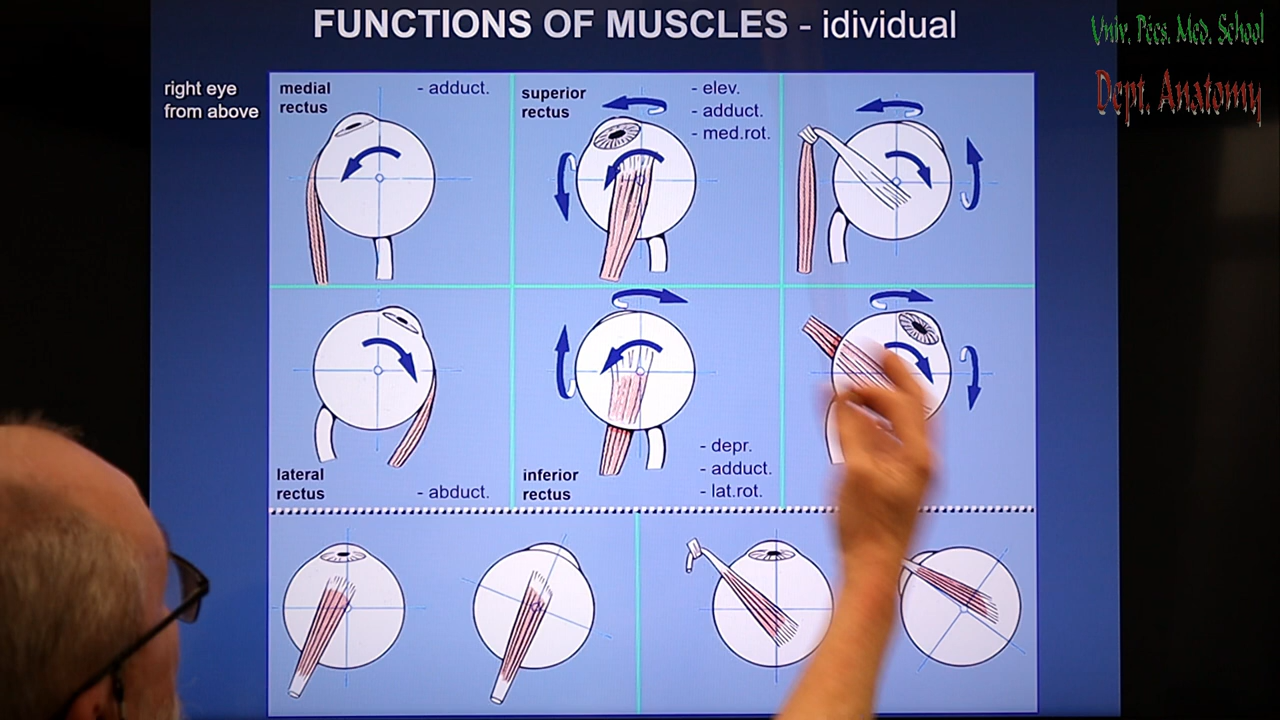 FUNCTIONS OF MUSCLES - idividual
Univ. Pécs. Med. School
Dept. Anatomy
right eye
from above
medial
rectus
- adduct.
superior
rectus
- elev.
- adduct.
- med.rot.
lateral
rectus
- abduct.
inferior
rectus
- depr.
- adduct.
- lat.rot.